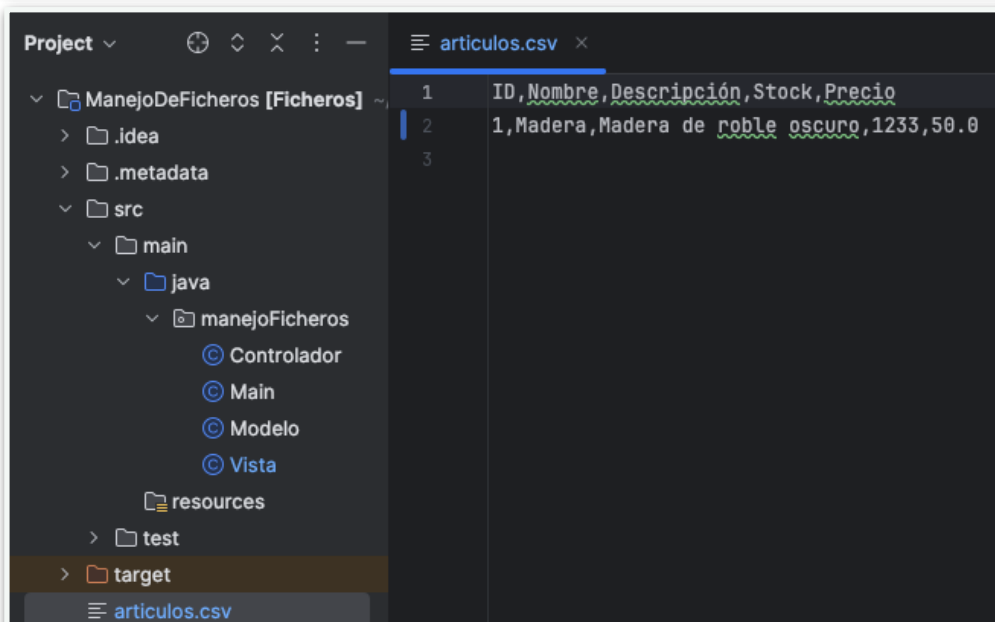 Project
ManejoDeFicheros [Ficheros] ~/
.idea
.metadata
src
main
java
manejoFicheros
Controlador
Main
Modelo
Vista
resources
test
target
articulos.csv
articulos.csv
1 ID,Nombre,Descripción,Stock,Precio
2 1,Madera,Madera de roble oscuro,1233,50.0
3